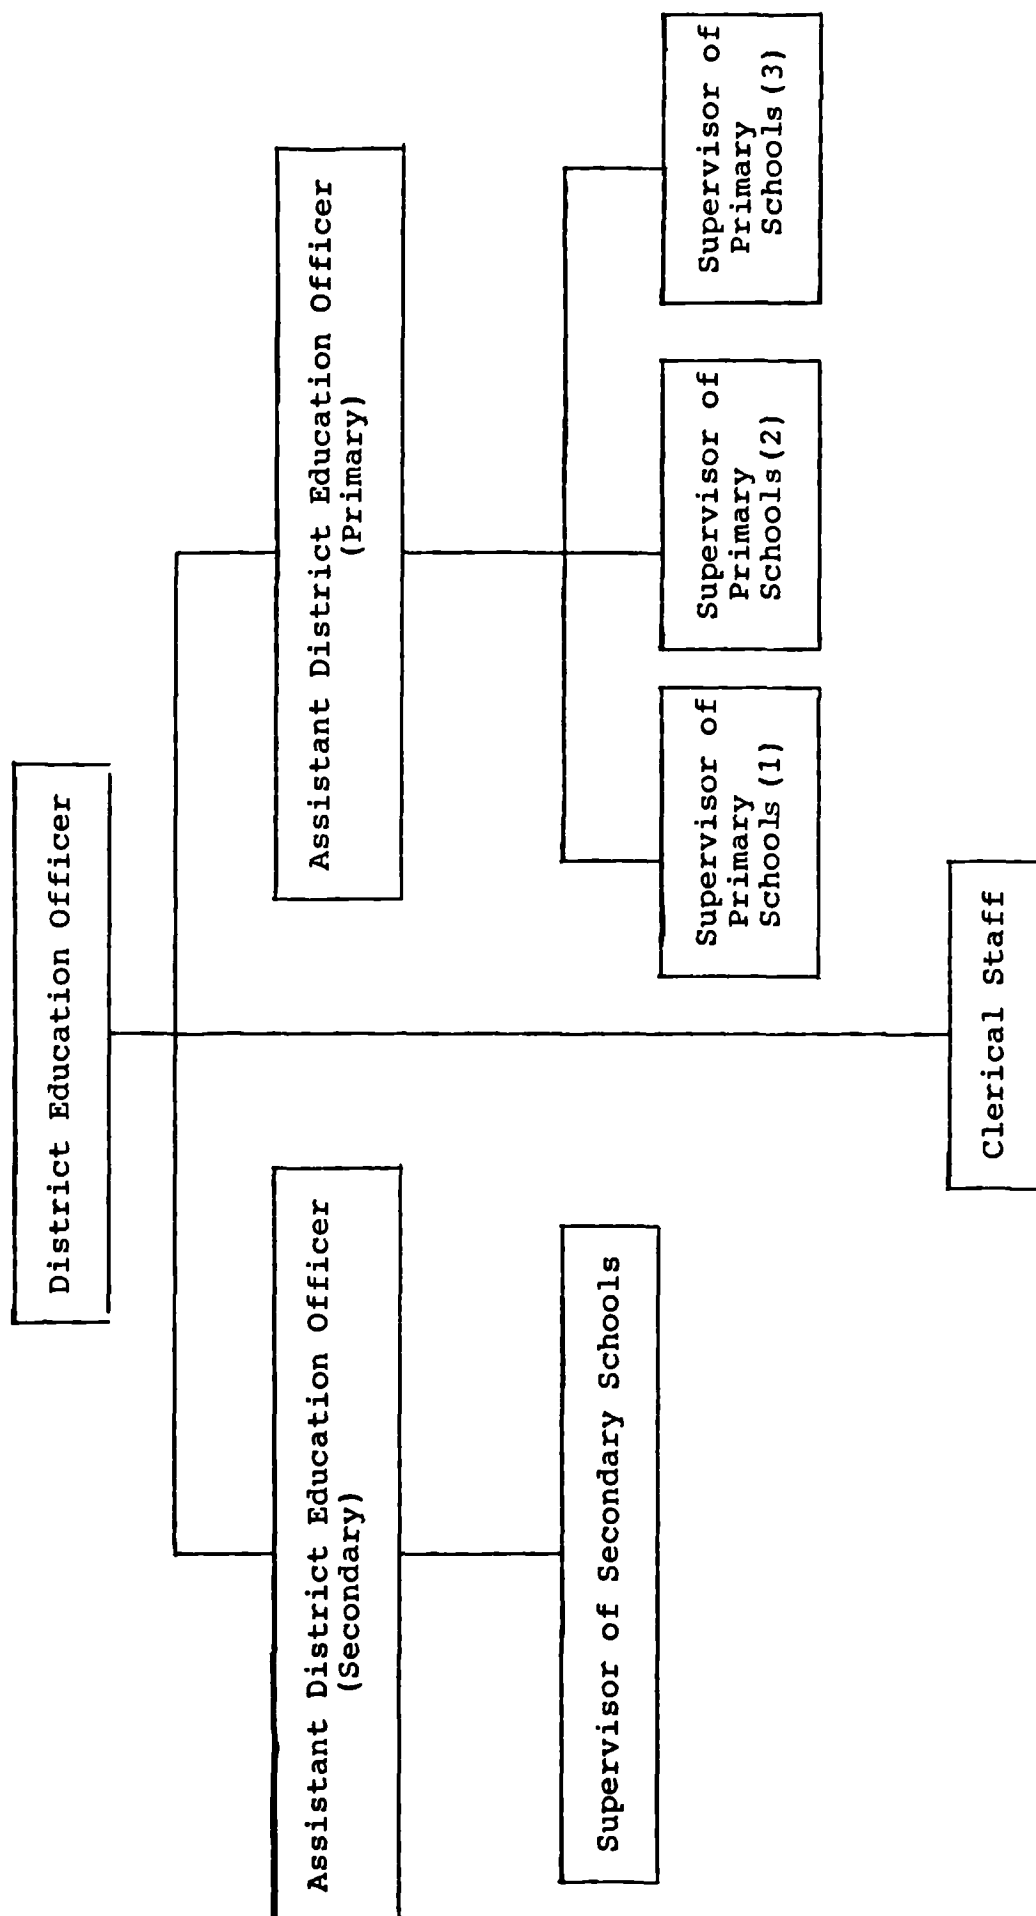 District Education Officer
Assistant District Education Officer
(Secondary)
Assistant District Education Officer
(Primary)
Supervisor of Secondary Schools
Supervisor of
Primary
Schools (1)
Supervisor of
Primary
Schools (2)
Supervisor of
Primary
Schools (3)
Clerical Staff